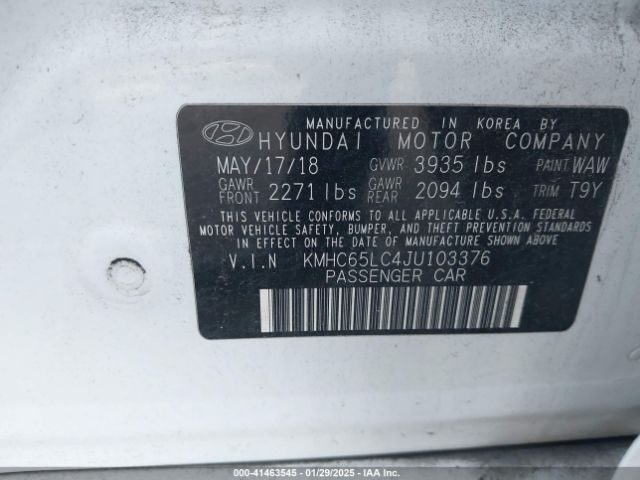 MANUFACTURED IN KOREA BY
HYUNDAI MOTOR COMPANY
MAY/17/18 GVWR 3935 lbs PAINT WAW
GAWR FRONT 2271 lbs GAWR REAR 2094 lbs TRIM T9Y
THIS VEHICLE CONFORMS TO ALL APPLICABLE U.S.A. FEDERAL
MOTOR VEHICLE SAFETY, BUMPER, AND THEFT PREVENTION STANDARDS
IN EFFECT ON THE DATE OF MANUFACTURE SHOWN ABOVE
V.I.N KMHC65LC4JU103376
PASSENGER CAR
000-41463545 - 01/29/2025 - IAA Inc.